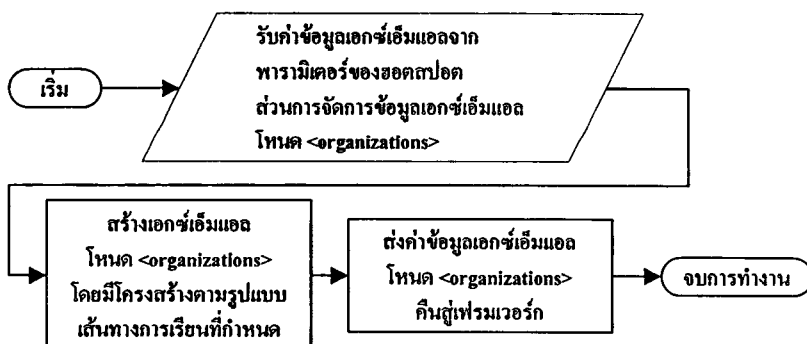 เริ่ม
รับค่าข้อมูลเอกซ์เอ็มแอลจาก
พารามิเตอร์ของฮอตสปอต
ส่วนการจัดการข้อมูลเอกซ์เอ็มแอล
โหนด <organizations>
สร้างเอกซ์เอ็มแอล
โหนด <organizations>
โดยมีโครงสร้างตามรูปแบบ
เส้นทางการเรียนที่กำหนด
ส่งค่าข้อมูลเอกซ์เอ็มแอล
โหนด <organizations>
คืนสู่เฟรมเวอร์ก
จบการทำงาน